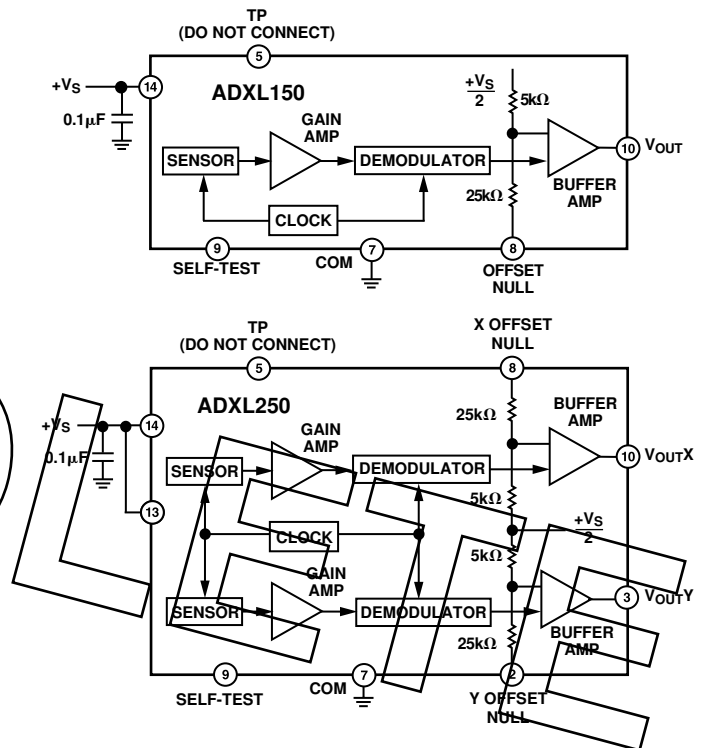 TP
(DO NOT CONNECT)
5
+VS
14
0.1µF
ADXL150
+VS
2
5kΩ
GAIN
AMP
SENSOR
DEMODULATOR
10
VOUT
BUFFER
AMP
25kΩ
CLOCK
9
7
8
SELF-TEST
COM
OFFSET
NULL
TP
(DO NOT CONNECT)
5
X OFFSET
NULL
8
+VS
14
0.1µF
13
ADXL250
GAIN
AMP
25kΩ
BUFFER
AMP
SENSOR
DEMODULATOR
10
VOUTX
5kΩ
CLOCK
+VS
2
5kΩ
GAIN
AMP
SENSOR
DEMODULATOR
3
VOUTY
25kΩ
BUFFER
AMP
9
7
2
SELF-TEST
COM
Y OFFSET
NULL